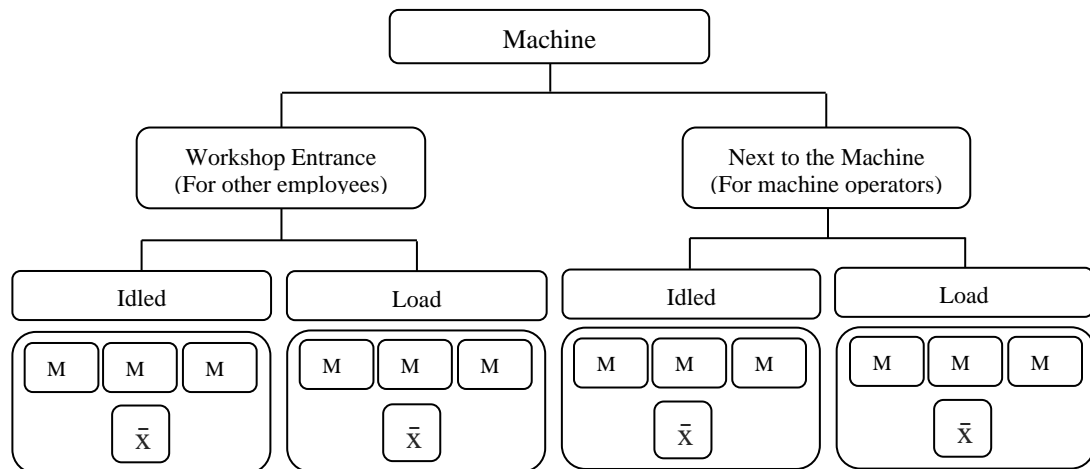 Machine
Workshop Entrance
(For other employees)
Next to the Machine
(For machine operators)
Idled
Load
Idled
Load
M M M
M M M
M M M
M M M
x̄
x̄
x̄
x̄